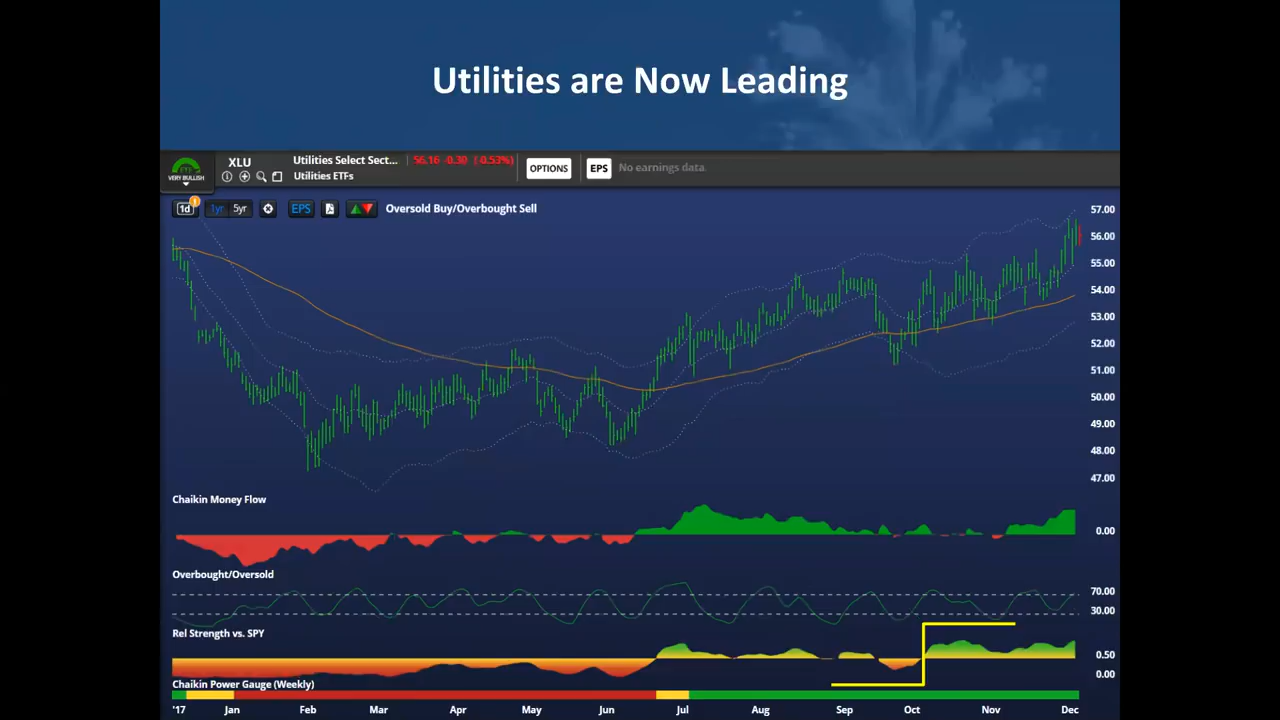 Utilities are Now Leading
ETF
VERY BULLISH
XLU
Utilities Select Sect... 56.16 -0.30 (-0.53%)
Utilities ETFs
OPTIONS
EPS No earnings data
1d 1 1yr 5yr EPS Oversold Buy/Overbought Sell
57.00
56.00
55.00
54.00
53.00
52.00
51.00
50.00
49.00
48.00
47.00
Chaikin Money Flow
0.00
Overbought/Oversold
70.00
30.00
Rel Strength vs. SPY
0.50
0.00
Chaikin Power Gauge (Weekly)
'17 Jan Feb Mar Apr May Jun Jul Aug Sep Oct Nov Dec